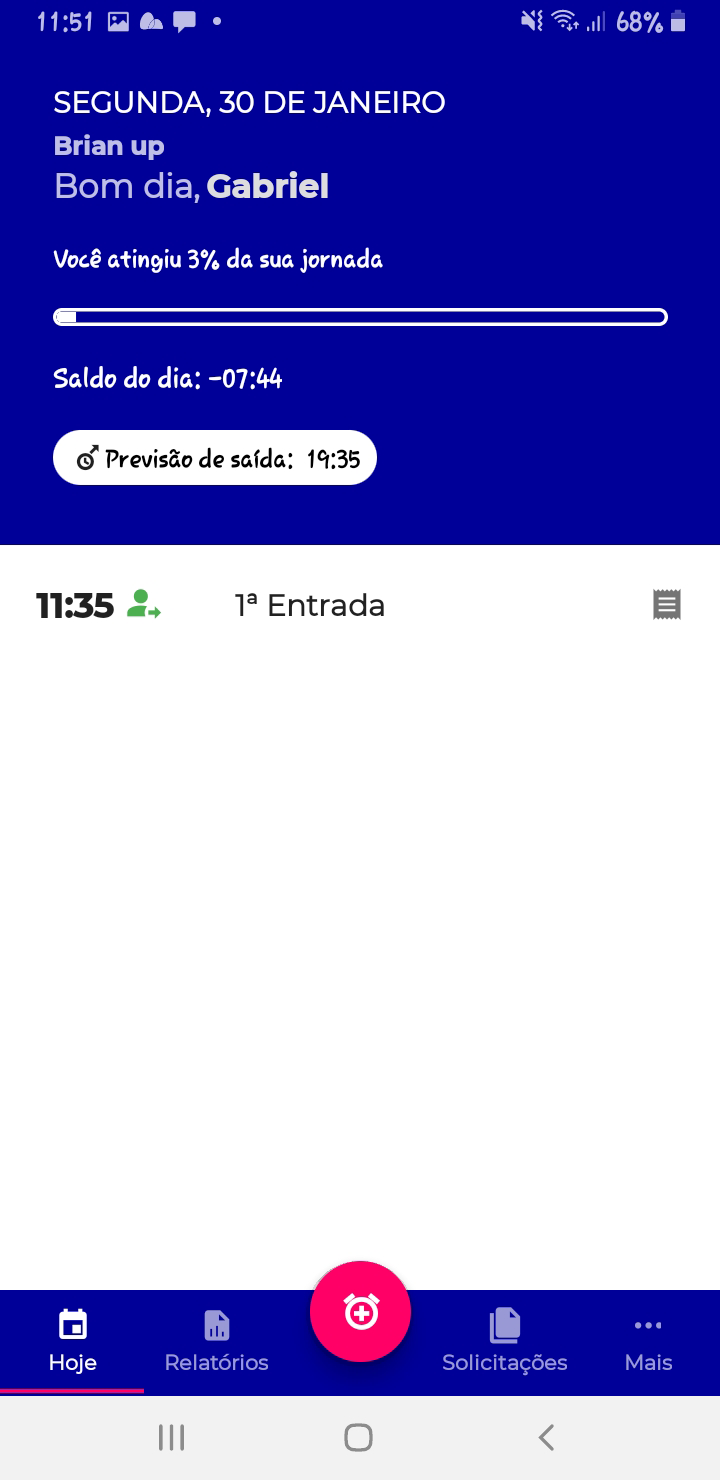 11:51 68%
SEGUNDA, 30 DE JANEIRO
Brian up
Bom dia, Gabriel
Você atingiu 3% da sua jornada
Saldo do dia: -07:44
Previsão de saída: 19:35
11:35 1ª Entrada
Hoje Relatórios Solicitações Mais